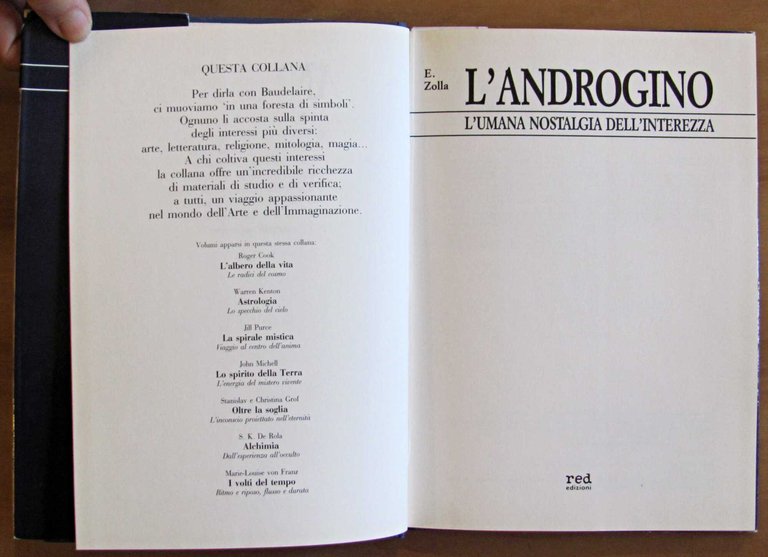 QUESTA COLLANA
Per dirla con Baudelaire,
ci muoviamo 'in una foresta di simboli'.
Ognuno li accosta sulla spinta
degli interessi più diversi:
arte, letteratura, religione, mitologia, magia...
A chi coltiva questi interessi
la collana offre un'incredibile ricchezza
di materiali di studio e di verifica;
a tutti, un viaggio appassionante
nel mondo dell'Arte e dell'Immaginazione.
Volumi apparsi in questa stessa collana:
Roger Cook
L'albero della vita
Le radici del cosmo
Warren Kenton
Astrologia
Lo specchio del cielo
Jill Purce
La spirale mistica
Viaggio al centro dell'anima
John Michell
Lo spirito della Terra
L'energia del mistero vivente
Stanislav e Christina Grof
Oltre la soglia
L'inconscio proiettato nell'eternità
S. K. De Rola
Alchimia
Dall'esperienza all'occulto
Marie-Louise von Franz
I volti del tempo
Ritmo e riposo, flusso e durata
E.
Zolla
L'ANDROGINO
L'UMANA NOSTALGIA DELL'INTEREZZA
red
edizioni